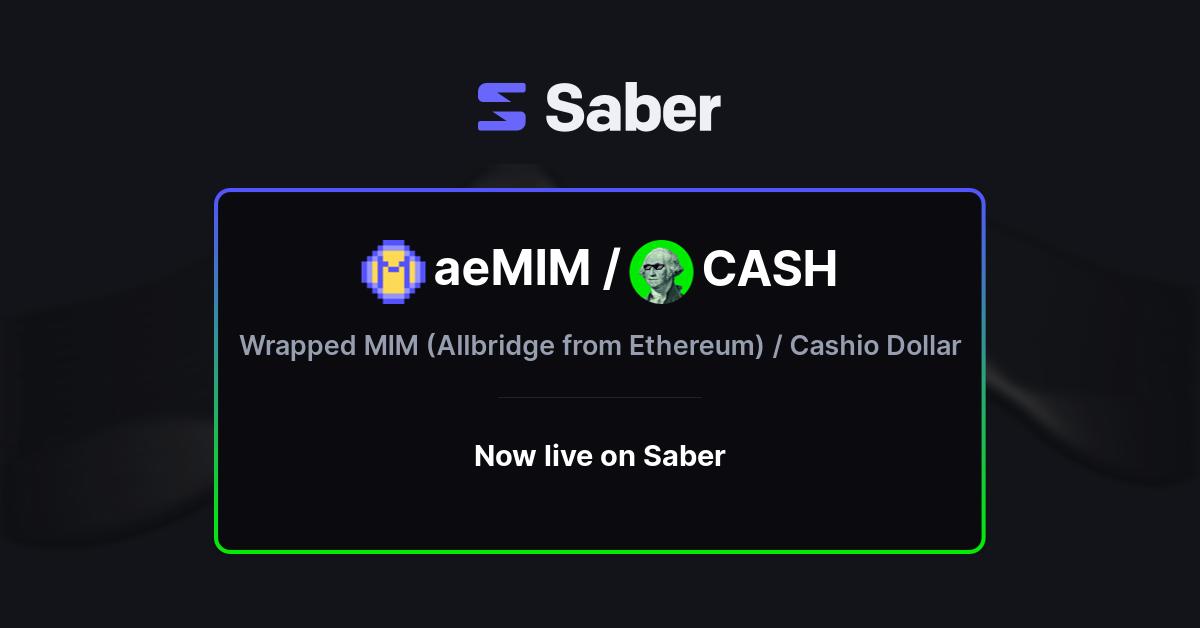 Saber
aeMIM / CASH
Wrapped MIM (Allbridge from Ethereum) / Cashio Dollar
Now live on Saber